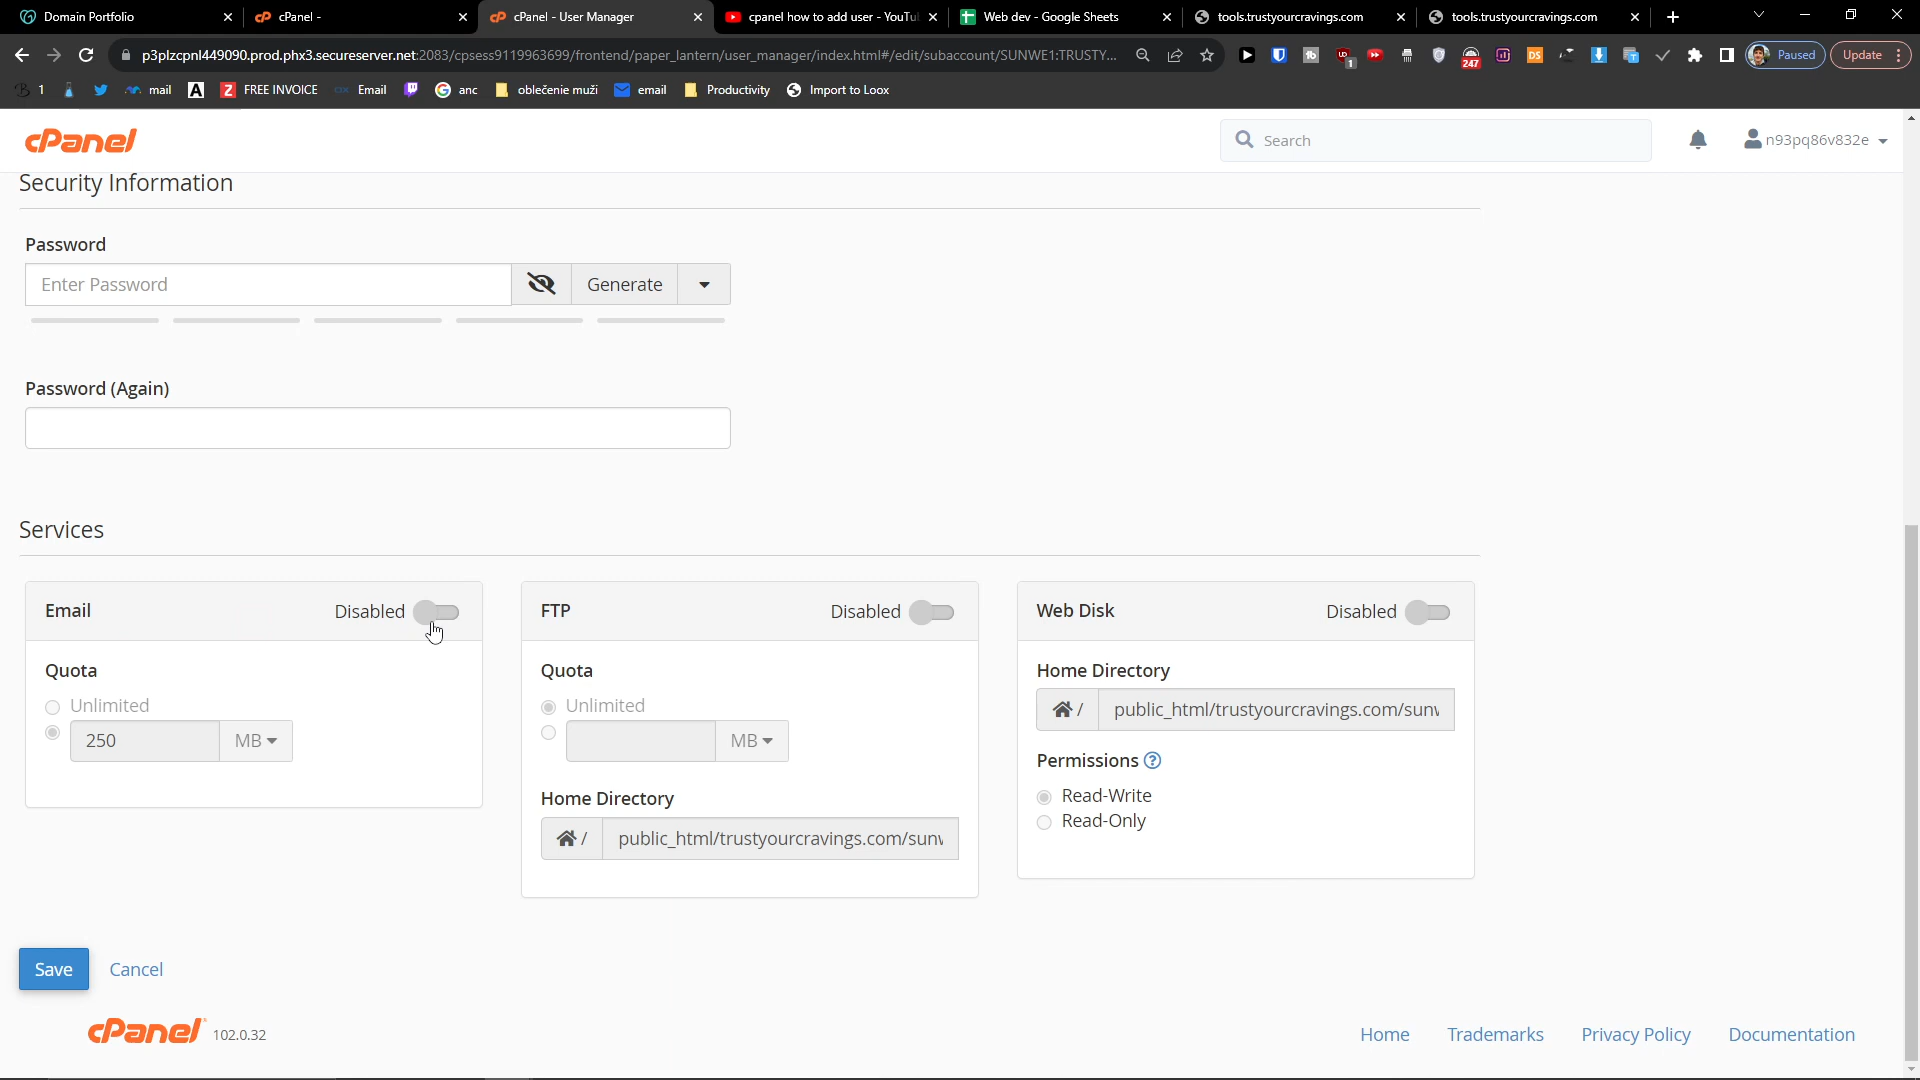 Domain Portfolio
cPanel -
cPanel - User Manager
cpanel how to add user - YouTu
Web dev - Google Sheets
tools.trustyourcravings.com
tools.trustyourcravings.com
p3plzcpnl449090.prod.phx3.secureserver.net:2083/cpsess9119963699/frontend/paper_lantern/user_manager/index.html#/edit/subaccount/SUNWE1:TRUSTY...
1
247
Paused
Update
1
mail
FREE INVOICE
Email
anc
oblečenie muži
email
Productivity
Import to Loox
cPanel
Search
n93pq86v832e
Security Information
Password
Enter Password
Generate
Password (Again)
Services
Email
Disabled
FTP
Disabled
Web Disk
Disabled
Quota
Unlimited
250
MB
Quota
Unlimited
MB
Home Directory
/
public_html/trustyourcravings.com/sun
Home Directory
/
public_html/trustyourcravings.com/sun
Permissions
Read-Write
Read-Only
Save
Cancel
cPanel
102.0.32
Home
Trademarks
Privacy Policy
Documentation